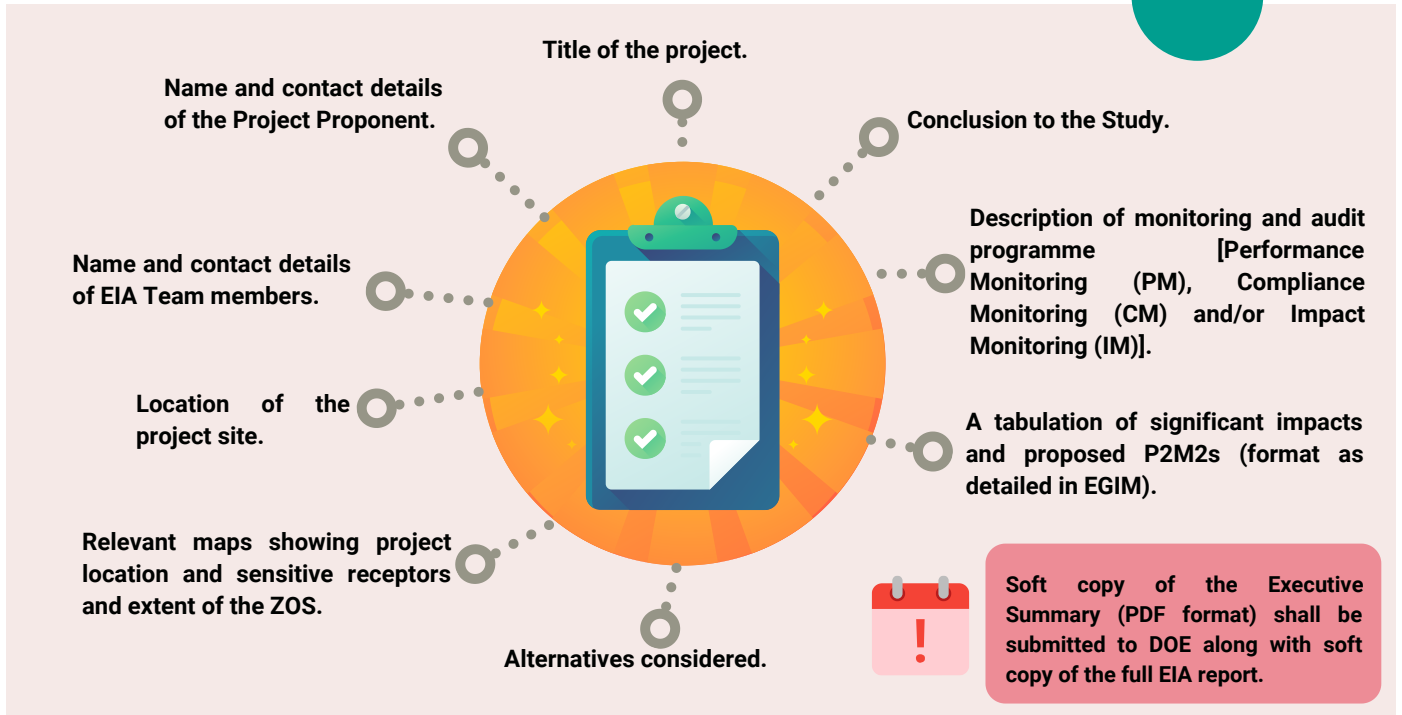 Title of the project.
Name and contact details
of the Project Proponent.
Name and contact details
of EIA Team members.
Location of the
project site.
Relevant maps showing project
location and sensitive receptors
and extent of the ZOS.
Alternatives considered.
A tabulation of significant impacts
and proposed P2M2s (format as
detailed in EGIM).
Description of monitoring and audit
programme [Performance
Monitoring (PM), Compliance
Monitoring (CM) and/or Impact
Monitoring (IM)].
Conclusion to the Study.
!
Soft copy of the Executive
Summary (PDF format) shall be
submitted to DOE along with soft
copy of the full EIA report.